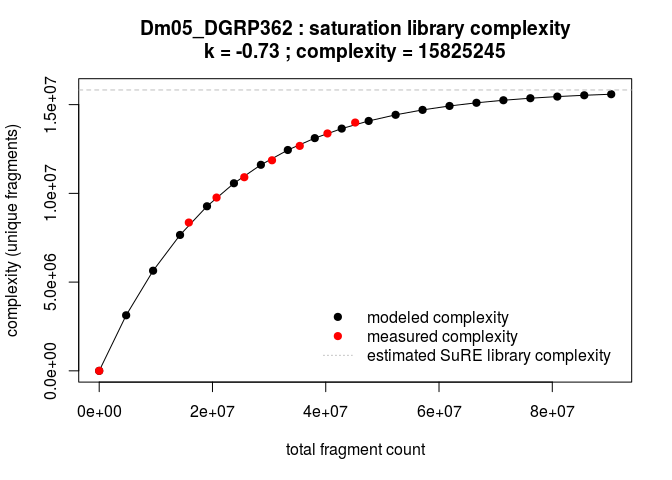 Dm05_DGRP362 : saturation library complexity
k = -0.73 ; complexity = 15825245
complexity (unique fragments)
1.5e+07
1.0e+07
5.0e+06
0.0e+00
modeled complexity
measured complexity
estimated SuRE library complexity
0e+00 2e+07 4e+07 6e+07 8e+07
total fragment count